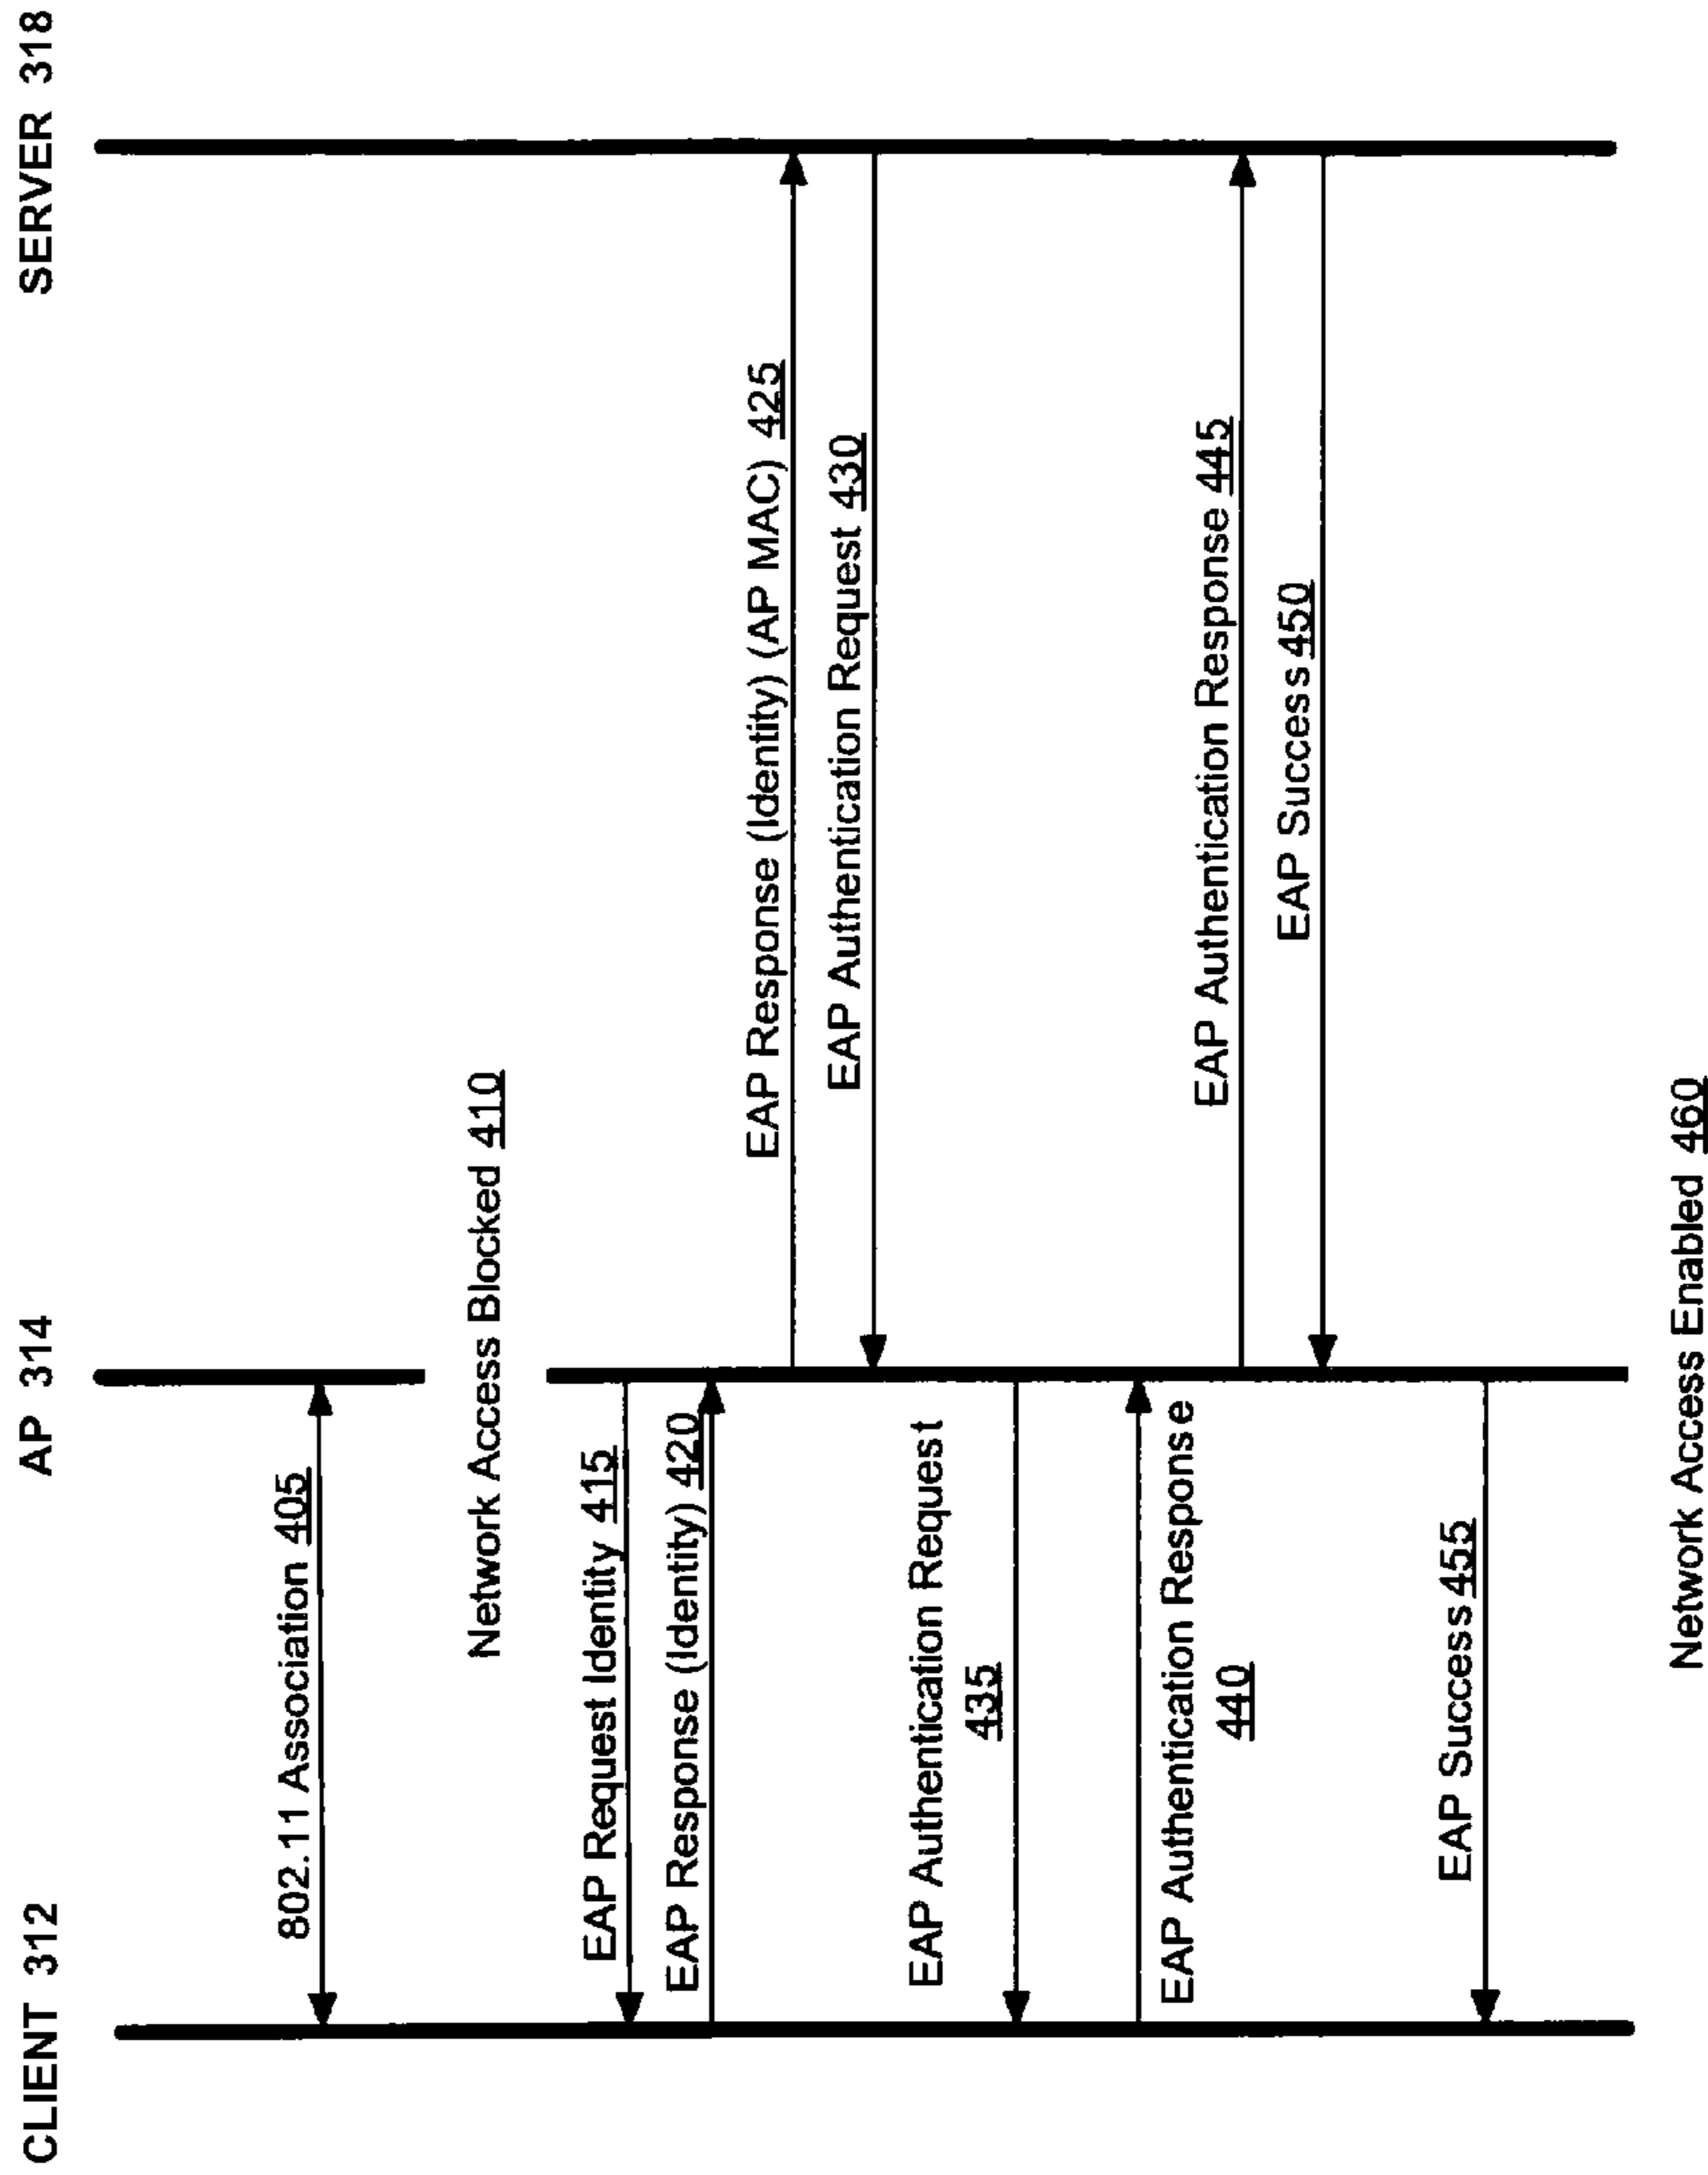 CLIENT 312
AP 314
SERVER 318
802.11 Association 405
Network Access Blocked 410
EAP Request Identity 415
EAP Response (Identity) 420
EAP Response (Identity) (AP MAC) 425
EAP Authentication Request 430
EAP Authentication Request
435
EAP Authentication Response
440
EAP Authentication Response 445
EAP Success 450
EAP Success 455
Network Access Enabled 460